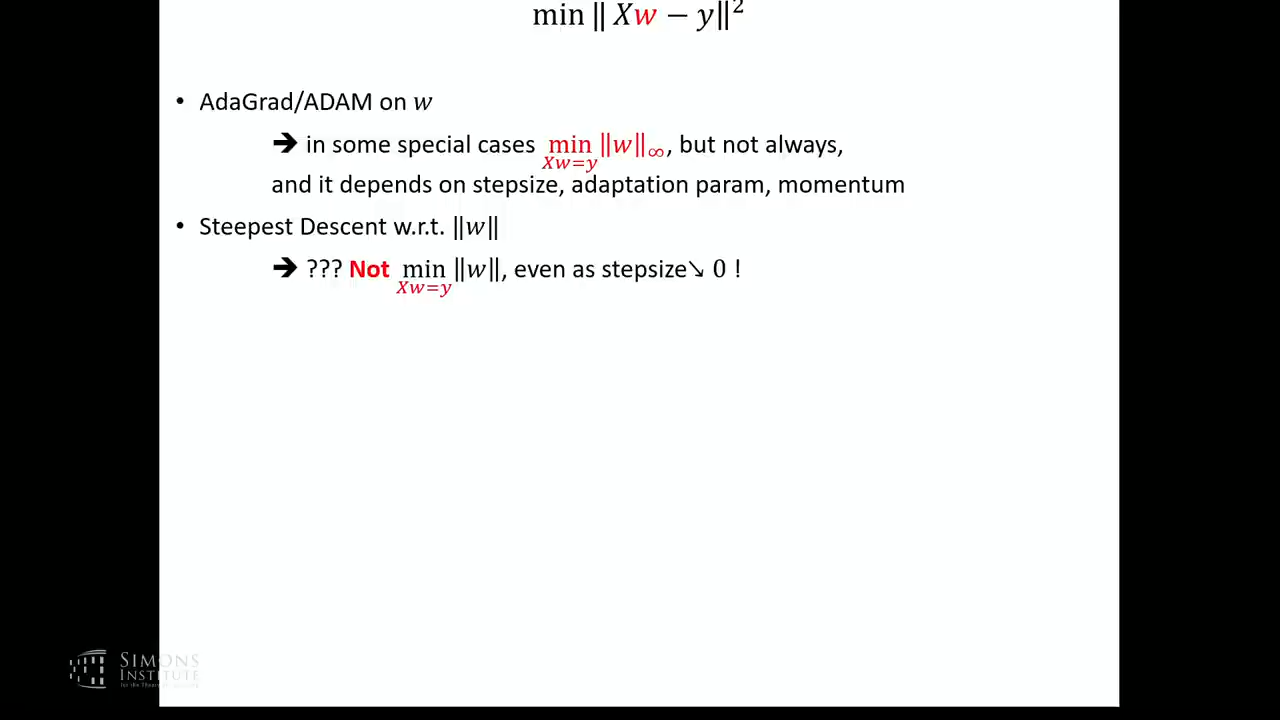 min ‖ Xw − y‖²
• AdaGrad/ADAM on w
➔ in some special cases min‖w‖∞, but not always,
Xw=y
and it depends on stepsize, adaptation param, momentum
• Steepest Descent w.r.t. ‖w‖
➔ ??? Not min‖w‖, even as stepsize↘ 0 !
Xw=y
SIMONS
INSTITUTE